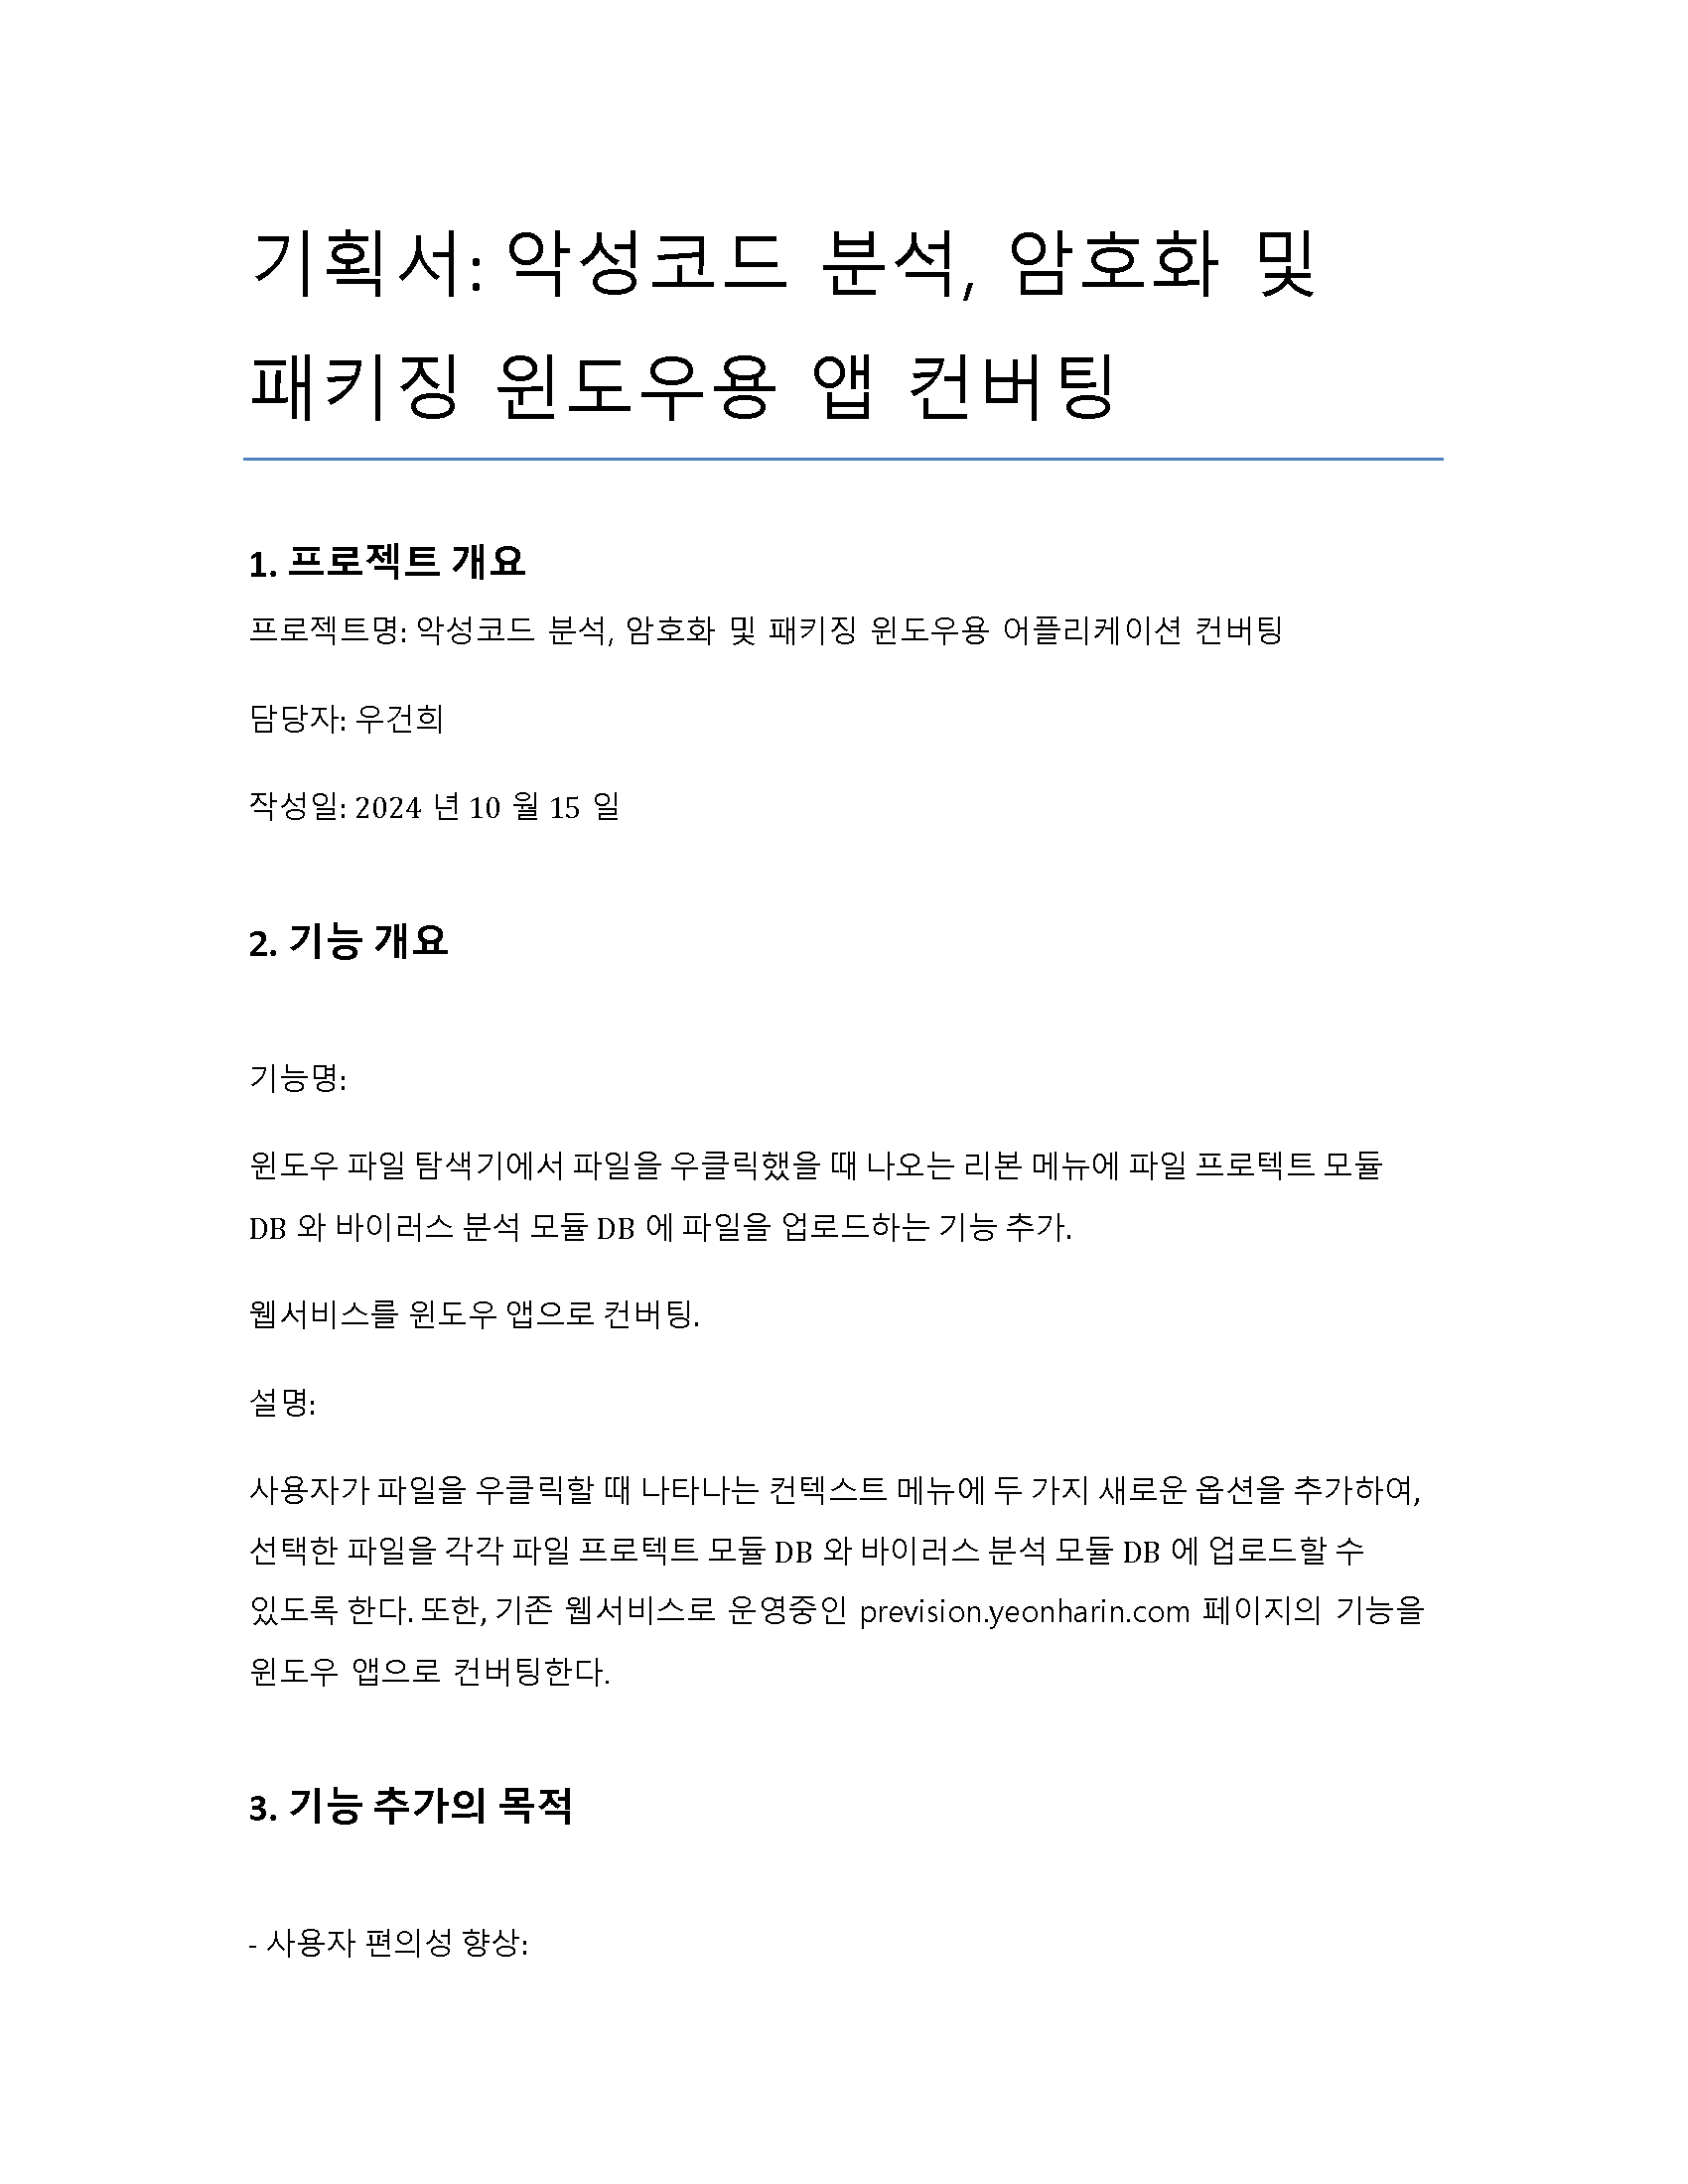 기획서: 악성코드 분석, 암호화 및
패키징 윈도우용 앱 컨버팅
1. 프로젝트 개요
프로젝트명: 악성코드 분석, 암호화 및 패키징 윈도우용 어플리케이션 컨버팅
담당자: 우건희
작성일: 2024 년 10 월 15 일
2. 기능 개요
기능명:
윈도우 파일 탐색기에서 파일을 우클릭했을 때 나오는 리본 메뉴에 파일 프로텍트 모듈
DB 와 바이러스 분석 모듈 DB 에 파일을 업로드하는 기능 추가.
웹서비스를 윈도우 앱으로 컨버팅.
설명:
사용자가 파일을 우클릭할 때 나타나는 컨텍스트 메뉴에 두 가지 새로운 옵션을 추가하여,
선택한 파일을 각각 파일 프로텍트 모듈 DB 와 바이러스 분석 모듈 DB 에 업로드할 수
있도록 한다. 또한, 기존 웹서비스로 운영중인 prevision.yeonharin.com 페이지의 기능을
윈도우 앱으로 컨버팅한다.
3. 기능 추가의 목적
- 사용자 편의성 향상: